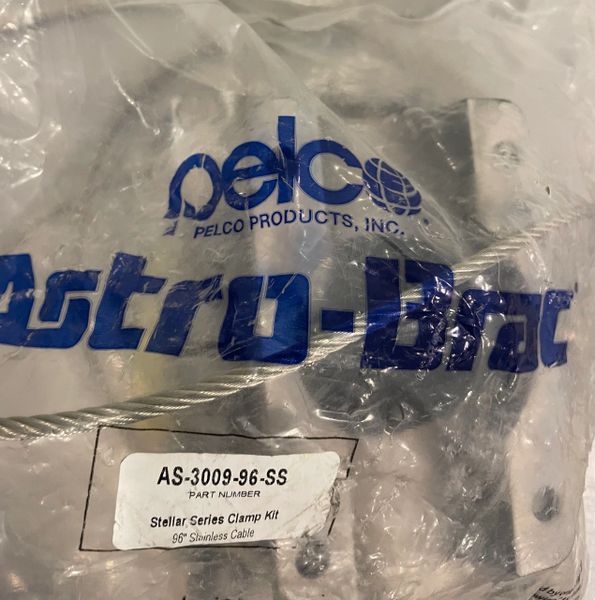 pelco
PELCO PRODUCTS, INC.
Astro-Brac
AS-3009-96-SS
PART NUMBER
Stellar Series Clamp Kit
96" Stainless Cable